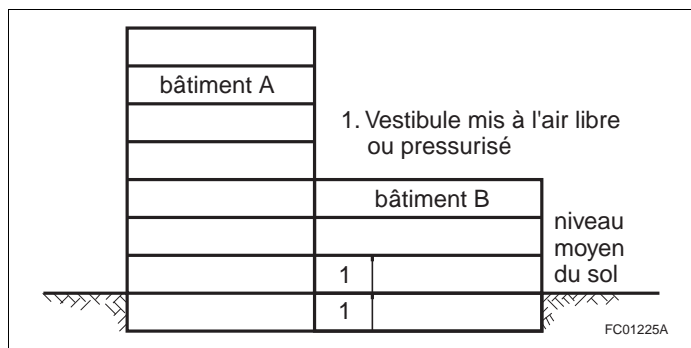 bâtiment A
1. Vestibule mis à l'air libre
ou pressurisé
bâtiment B
niveau
moyen
du sol
1
1
FC01225A